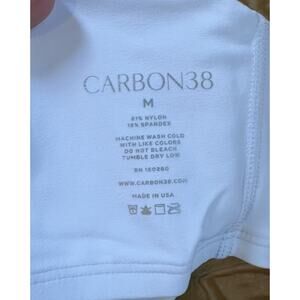 CARBON38
M
81% NYLON
19% SPANDEX
MACHINE WASH COLD
WITH LIKE COLORS
DO NOT BLEACH
TUMBLE DRY LOW
RN 150280
WWW.CARBON38.COM
MADE IN USA